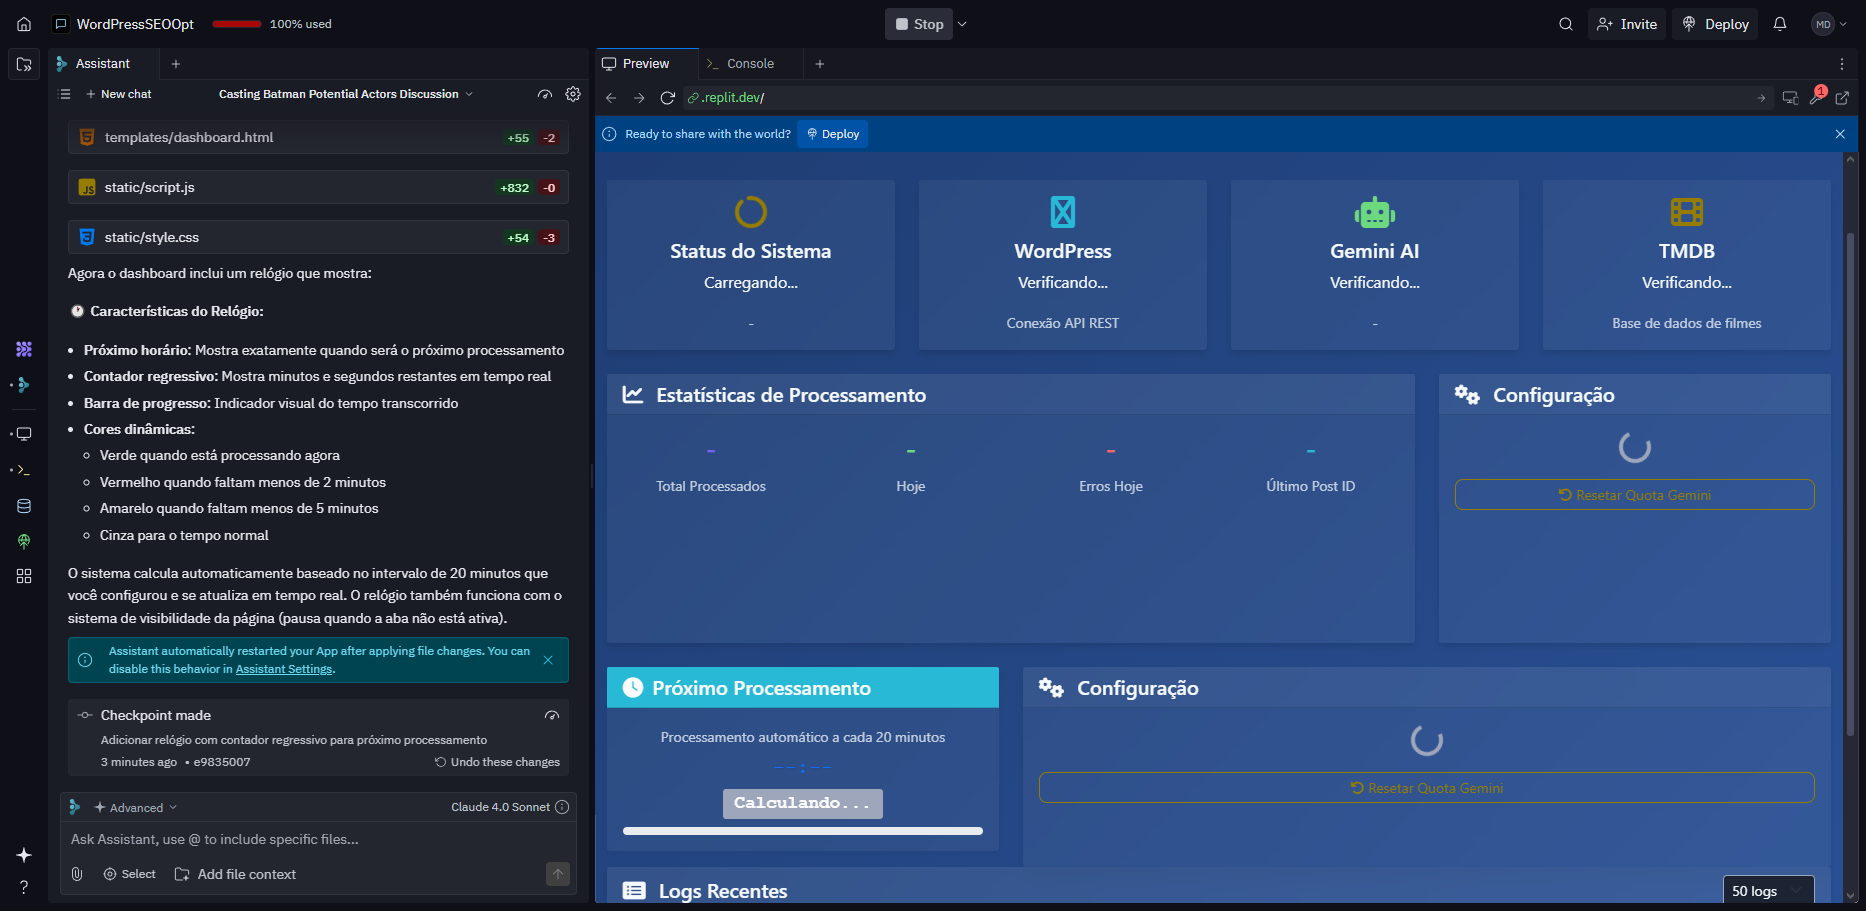 WordPressSEOOpt
100% used
Stop
Invite
Deploy
MD
Assistant
New chat
Casting Batman Potential Actors Discussion
templates/dashboard.html
+55 -2
static/script.js
+832 -0
static/style.css
+54 -3
Agora o dashboard inclui um relógio que mostra:
Características do Relógio:
• Próximo horário: Mostra exatamente quando será o próximo processamento
• Contador regressivo: Mostra minutos e segundos restantes em tempo real
• Barra de progresso: Indicador visual do tempo transcorrido
• Cores dinâmicas:
Verde quando está processando agora
Vermelho quando faltam menos de 2 minutos
Amarelo quando faltam menos de 5 minutos
Cinza para o tempo normal
O sistema calcula automaticamente baseado no intervalo de 20 minutos que
você configurou e se atualiza em tempo real. O relógio também funciona com o
sistema de visibilidade da página (pausa quando a aba não está ativa).
Assistant automatically restarted your App after applying file changes. You can
disable this behavior in Assistant Settings.
Checkpoint made
Adicionar relógio com contador regressivo para próximo processamento
3 minutes ago • e9835007
Undo these changes
Advanced
Claude 4.0 Sonnet
Ask Assistant, use @ to include specific files...
Select
Add file context
Preview
Console
.replit.dev/
1
Ready to share with the world?
Deploy
Status do Sistema
Carregando...
-
WordPress
Verificando...
Conexão API REST
Gemini AI
Verificando...
-
TMDB
Verificando...
Base de dados de filmes
Estatísticas de Processamento
- - - -
Total Processados
Hoje
Erros Hoje
Último Post ID
Configuração
Resetar Quota Gemini
Próximo Processamento
Processamento automático a cada 20 minutos
--:--
Calculando...
Configuração
Resetar Quota Gemini
Logs Recentes
50 logs